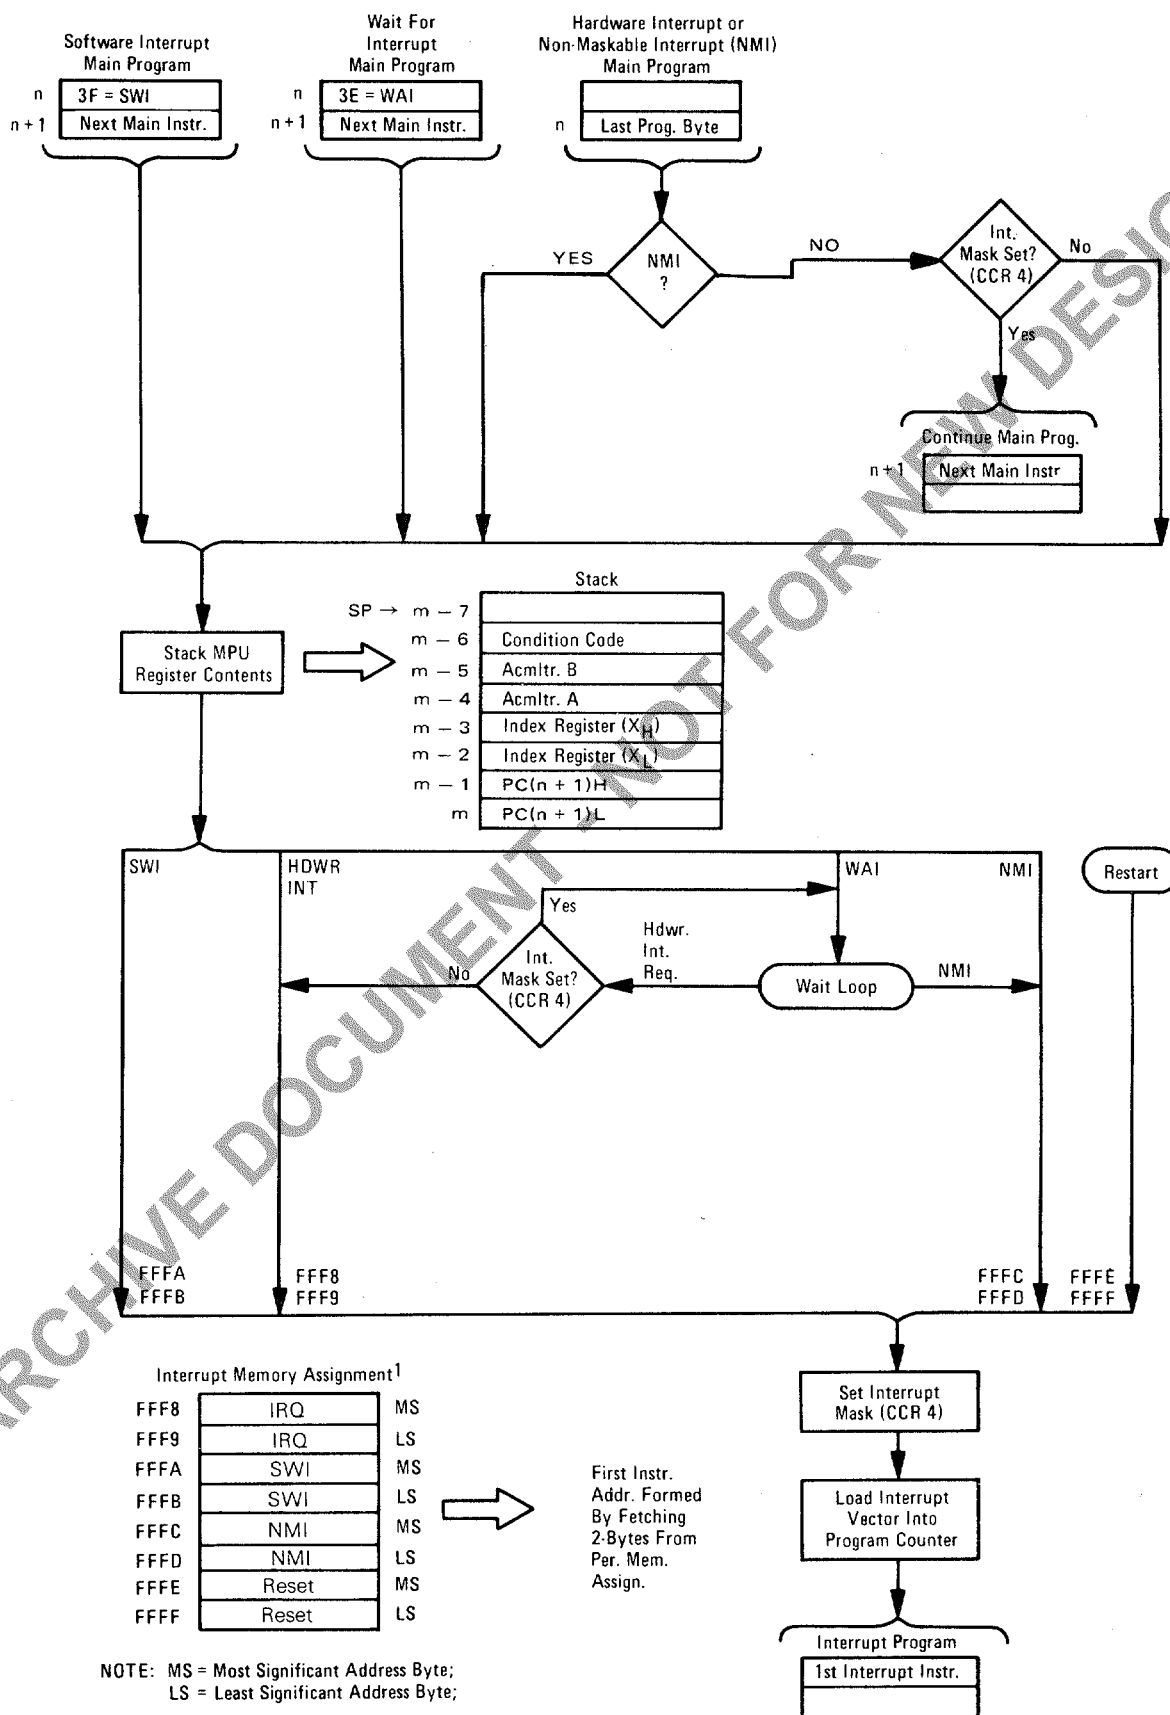 Software Interrupt
Main Program
n 3F = SWI
n + 1 Next Main Instr.
Wait For
Interrupt
Main Program
n 3E = WAI
n + 1 Next Main Instr.
Hardware Interrupt or
Non-Maskable Interrupt (NMI)
Main Program
n Last Prog. Byte
YES
NMI
?
NO
Int.
Mask Set?
(CCR 4)
No
Yes
Continue Main Prog.
n + 1 Next Main Instr
Stack MPU
Register Contents
Stack
SP → m – 7
m – 6 Condition Code
m – 5 Acmltr. B
m – 4 Acmltr. A
m – 3 Index Register (XH)
m – 2 Index Register (XL)
m – 1 PC(n + 1)H
m PC(n + 1)L
SWI
HDWR
INT
WAI
NMI
Restart
Yes
Int.
Mask Set?
(CCR 4)
No
Hdwr.
Int.
Req.
Wait Loop
NMI
FFFA
FFFB
FFF8
FFF9
FFFC
FFFD
FFFE
FFFF
Interrupt Memory Assignment1
FFF8 IRQ MS
FFF9 IRQ LS
FFFA SWI MS
FFFB SWI LS
FFFC NMI MS
FFFD NMI LS
FFFE Reset MS
FFFF Reset LS
First Instr.
Addr. Formed
By Fetching
2-Bytes From
Per. Mem.
Assign.
Set Interrupt
Mask (CCR 4)
Load Interrupt
Vector Into
Program Counter
Interrupt Program
1st Interrupt Instr.
NOTE: MS = Most Significant Address Byte;
LS = Least Significant Address Byte;
ARCHIVE DOCUMENT - NOT FOR NEW DESIG